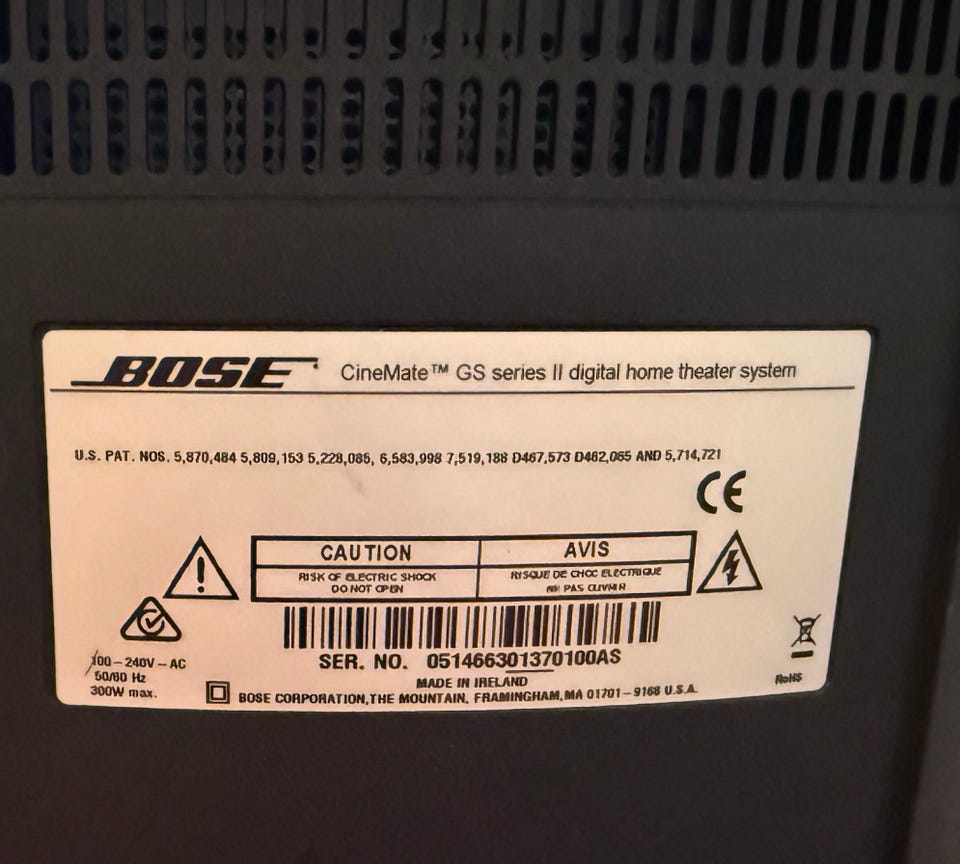 BOSE CineMate™ GS series II digital home theater system
U.S. PAT. NOS. 5,870,484 5,809,153 5,228,085, 6,583,998 7,519,188 D467,573 D462,065 AND 5,714,721
CE
CAUTION AVIS
RISK OF ELECTRIC SHOCK RISQUE DE CHOC ELECTRIQUE
DO NOT OPEN NE PAS OUVRIR
SER. NO. 051466301370100AS
100–240V–AC
50/60 Hz
300W max.
MADE IN IRELAND
BOSE CORPORATION, THE MOUNTAIN, FRAMINGHAM, MA 01701–9168 U.S.A.
RoHS